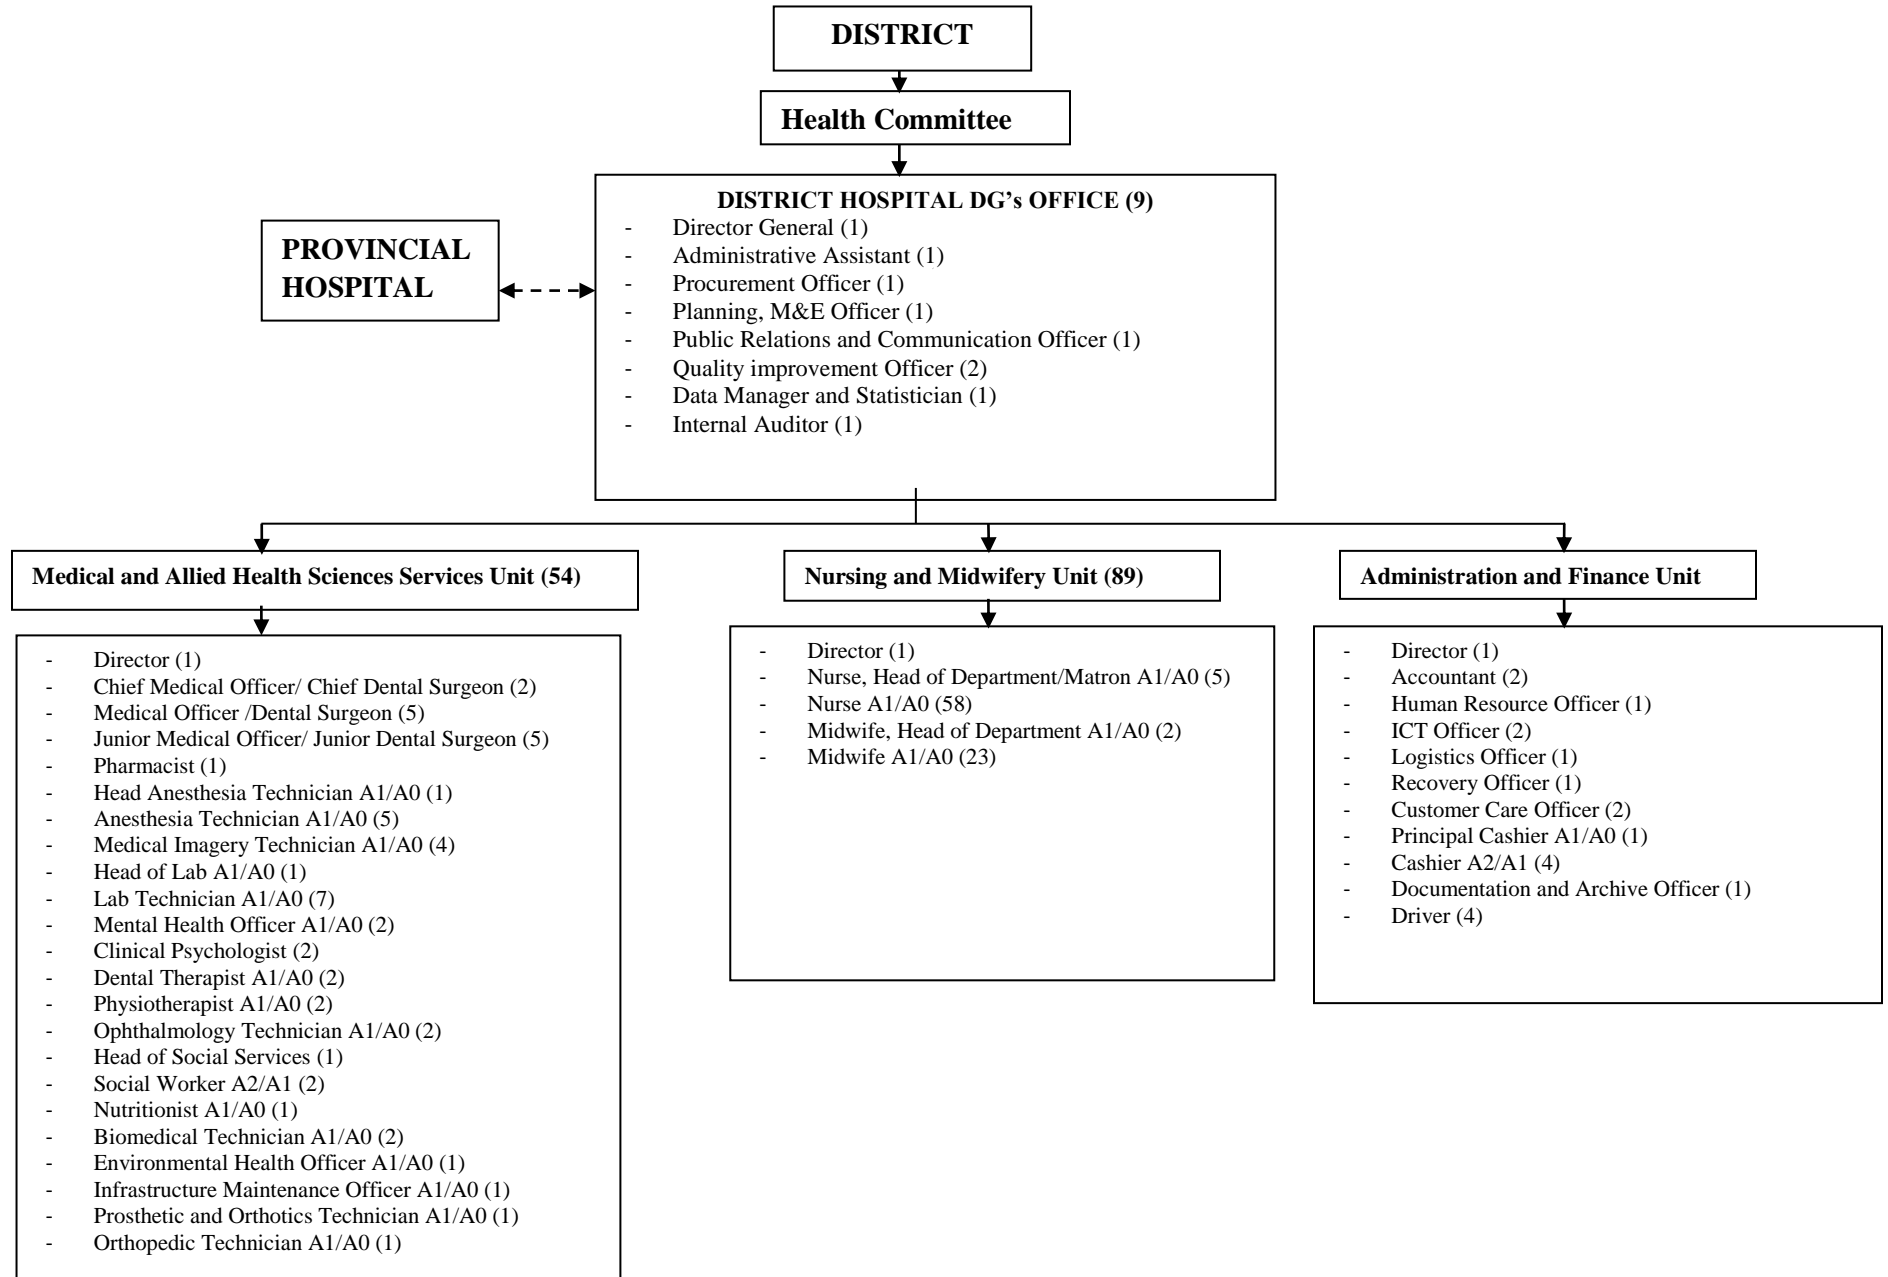 DISTRICT
Health Committee
DISTRICT HOSPITAL DG's OFFICE (9)
- Director General (1)
- Administrative Assistant (1)
- Procurement Officer (1)
- Planning, M&E Officer (1)
- Public Relations and Communication Officer (1)
- Quality improvement Officer (2)
- Data Manager and Statistician (1)
- Internal Auditor (1)
PROVINCIAL
HOSPITAL
Medical and Allied Health Sciences Services Unit (54)
- Director (1)
- Chief Medical Officer/ Chief Dental Surgeon (2)
- Medical Officer /Dental Surgeon (5)
- Junior Medical Officer/ Junior Dental Surgeon (5)
- Pharmacist (1)
- Head Anesthesia Technician A1/A0 (1)
- Anesthesia Technician A1/A0 (5)
- Medical Imagery Technician A1/A0 (4)
- Head of Lab A1/A0 (1)
- Lab Technician A1/A0 (7)
- Mental Health Officer A1/A0 (2)
- Clinical Psychologist (2)
- Dental Therapist A1/A0 (2)
- Physiotherapist A1/A0 (2)
- Ophthalmology Technician A1/A0 (2)
- Head of Social Services (1)
- Social Worker A2/A1 (2)
- Nutritionist A1/A0 (1)
- Biomedical Technician A1/A0 (2)
- Environmental Health Officer A1/A0 (1)
- Infrastructure Maintenance Officer A1/A0 (1)
- Prosthetic and Orthotics Technician A1/A0 (1)
- Orthopedic Technician A1/A0 (1)
Nursing and Midwifery Unit (89)
- Director (1)
- Nurse, Head of Department/Matron A1/A0 (5)
- Nurse A1/A0 (58)
- Midwife, Head of Department A1/A0 (2)
- Midwife A1/A0 (23)
Administration and Finance Unit
- Director (1)
- Accountant (2)
- Human Resource Officer (1)
- ICT Officer (2)
- Logistics Officer (1)
- Recovery Officer (1)
- Customer Care Officer (2)
- Principal Cashier A1/A0 (1)
- Cashier A2/A1 (4)
- Documentation and Archive Officer (1)
- Driver (4)